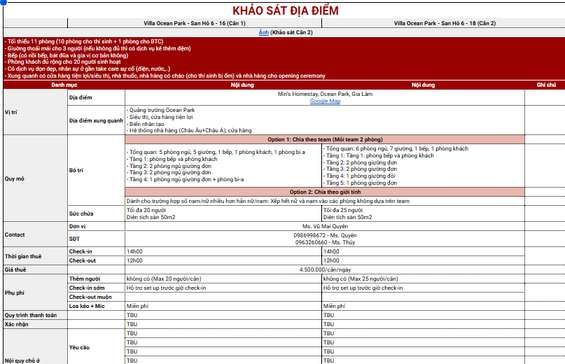 KHẢO SÁT ĐỊA ĐIỂM
Villa Ocean Park - San Hô 6 - 16 (Căn 1)
Villa Ocean Park - San Hô 6 - 18 (Căn 2)
Ảnh (Khảo sát Căn 2)
- Tối thiểu 11 phòng (10 phòng cho thí sinh + 1 phòng cho BTC)
- Giường thoải mái cho 3 người (nếu không đủ thì có dịch vụ kê thêm đệm)
- Bếp (có nồi bếp, bát đũa và gia vị cơ bản không)
- Phòng khách đủ rộng cho 20 người sinh hoạt
- Có dịch vụ dọn dẹp, nhân sự ở gần take care sự cố (điện, nước,..)
- Xung quanh có cửa hàng tiện lợi/siêu thị, nhà thuốc, nhà hàng có cháo (cho thí sinh bị ốm) và nhà hàng cho opening ceremony
Danh mục
Nội dung
Nội dung
Ghi chú
Vị trí
Địa điểm
Min's Homestay, Ocean Park, Gia Lâm
Google Map
Địa điểm xung quanh
- Quảng trường Ocean Park
- Siêu thị, cửa hàng tiện lợi
- Biển nhân tạo
- Hệ thống nhà hàng (Châu Âu+Châu Á), cửa hàng
Quy mô
Bố trí
Option 1: Chia theo team (Mỗi team 2 phòng)
- Tổng quan: 5 phòng ngủ, 5 giường, 1 bếp, 1 phòng khách, 1 phòng bi a
- Tầng 1: phòng bếp và phòng khách
- Tầng 2: 2 phòng ngủ giường đơn
- Tầng 3: 2 phòng ngủ giường đơn
- Tầng 4: 1 phòng ngủ giường đơn + phòng bi-a
- Tổng quan: 6 phòng ngủ, 7 giường, 1 bếp, 1 phòng khách
- Tầng 1: Tầng 1: phòng bếp và phòng khách
- Tầng 2: 2 phòng giường đơn
- Tầng 3: 2 phòng giường đơn
- Tầng 4: 1 phòng giường đôi
- Tầng 5: 1 phòng giường đơn
Option 2: Chia theo giới tính
Dành cho trường hợp số nam-nữ nhiều hơn hẳn nữ/nam: Xếp hết nữ và nam vào các phòng không dựa trên team
Sức chứa
Tối đa 20 người
Diện tích sàn 50m2
Tối đa 25 người
Diện tích sàn 50m2
Contact
Đơn vị
Ms. Vũ Mai Quyên
SĐT
0986998672 - Ms. Quyên
0963260660 - Ms. Thủy
Thời gian thuê
Check-in
14h00
14h00
Check-out
12h00
12h00
Giá thuê
4.500.000/căn/ngày
Phụ phí
Thêm người
không có (Max 20 người/căn)
không có (Max 25 người/căn)
Check-in sớm
Hỗ trợ set up trước giờ check-in
Hỗ trợ set up trước giờ check-in
Check-out muộn
Loa kéo + Mic
Miễn phí
Miễn phí
Quy trình thanh toán
TBU
TBU
Xác nhận
TBU
TBU
Nội quy chỗ ở
Yêu cầu
TBU
TBU
TBU
TBU
TBU
TBU
TBU
TBU